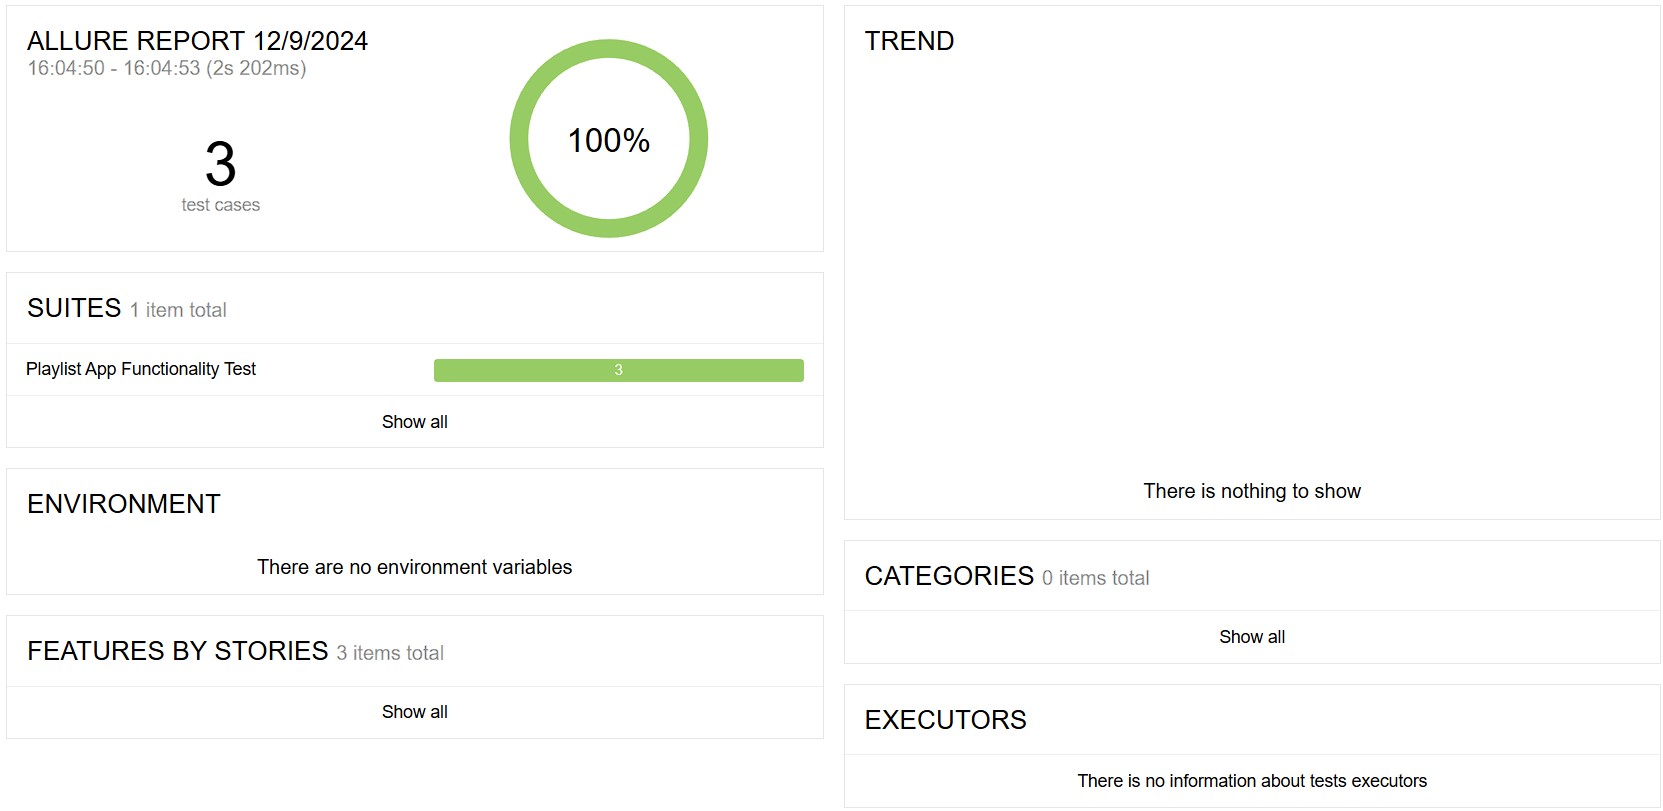 ALLURE REPORT 12/9/2024
16:04:50 - 16:04:53 (2s 202ms)
3
test cases
100%
SUITES 1 item total
Playlist App Functionality Test 3
Show all
ENVIRONMENT
There are no environment variables
FEATURES BY STORIES 3 items total
Show all
TREND
There is nothing to show
CATEGORIES 0 items total
Show all
EXECUTORS
There is no information about tests executors